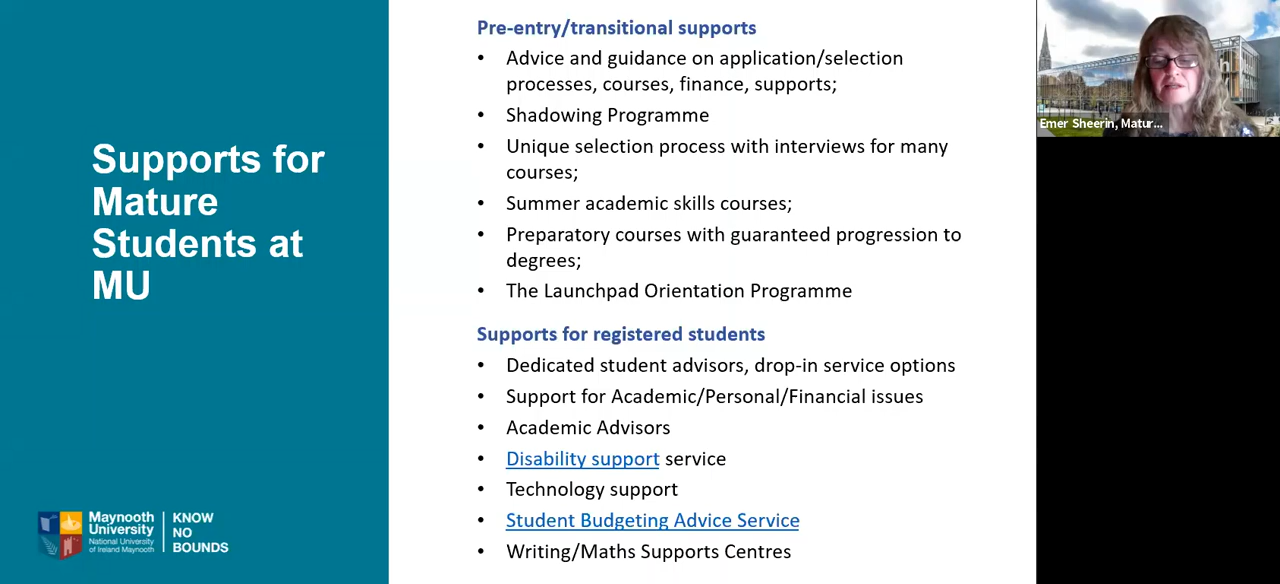 Supports for
Mature
Students at
MU
Maynooth
University
National University
of Ireland Maynooth
KNOW
NO
BOUNDS
Pre-entry/transitional supports
• Advice and guidance on application/selection
processes, courses, finance, supports;
• Shadowing Programme
• Unique selection process with interviews for many
courses;
• Summer academic skills courses;
• Preparatory courses with guaranteed progression to
degrees;
• The Launchpad Orientation Programme
Supports for registered students
• Dedicated student advisors, drop-in service options
• Support for Academic/Personal/Financial issues
• Academic Advisors
• Disability support service
• Technology support
• Student Budgeting Advice Service
• Writing/Maths Supports Centres
Emer Sheerin, Matur...